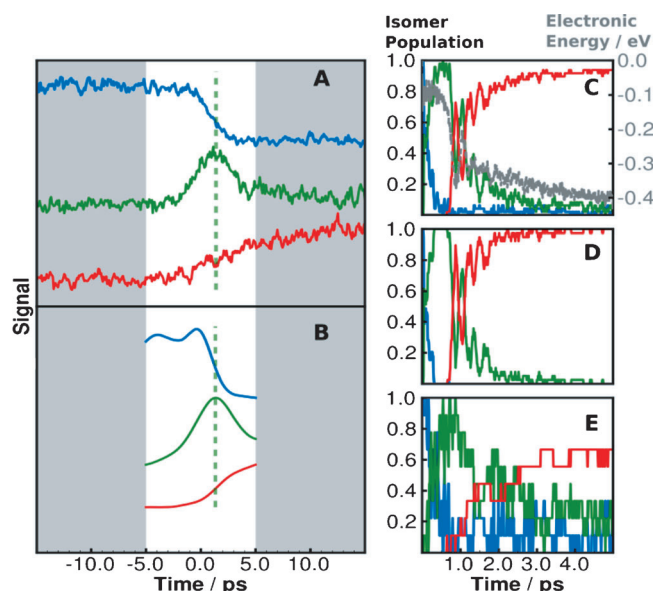 Isomer Population
Electronic Energy / eV
A
B
Signal
-10.0 -5.0 0.0 5.0 10.0
Time / ps
C
1.0
0.8
0.6
0.4
0.2
0.0
-0.1
-0.2
-0.3
-0.4
D
1.0
0.8
0.6
0.4
0.2
E
1.0
0.8
0.6
0.4
0.2
1.0 2.0 3.0 4.0
Time / ps